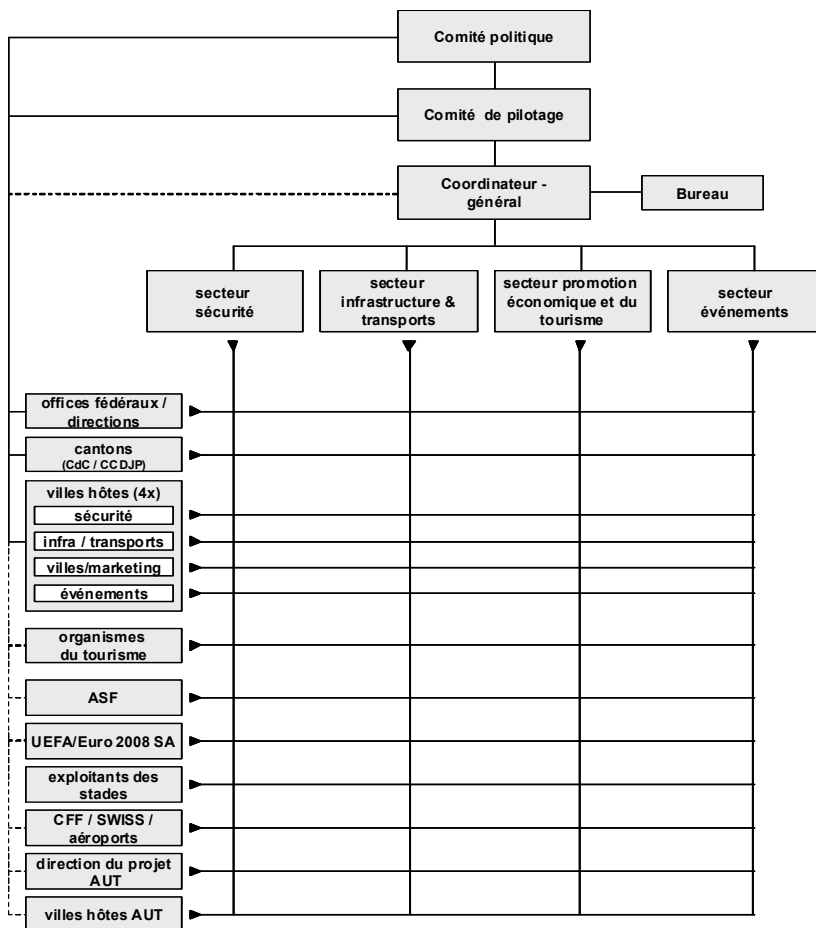 Comité politique
Comité de pilotage
Coordinateur -
général
Bureau
secteur
sécurité
secteur
infrastructure &
transports
secteur promotion
économique et du
tourisme
secteur
événements
offices fédéraux /
directions
cantons
(CdC / CCDJP)
villes hôtes (4x)
sécurité
infra / transports
villes/marketing
événements
organismes
du tourisme
ASF
UEFA/Euro 2008 SA
exploitants des
stades
CFF / SWISS /
aéroports
direction du projet
AUT
villes hôtes AUT